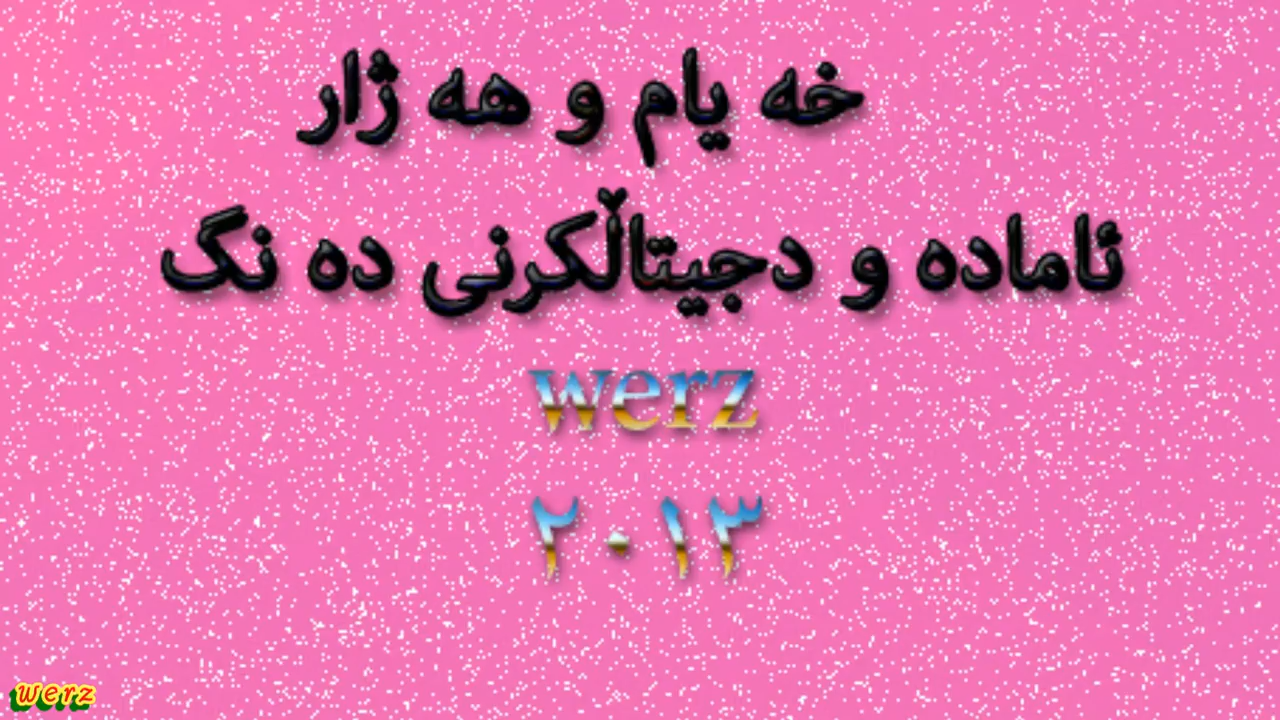 خه یام و هه ژار
ئاماده و دجیتاڵکرنی ده نگ
werz
٢٠١٣
werz